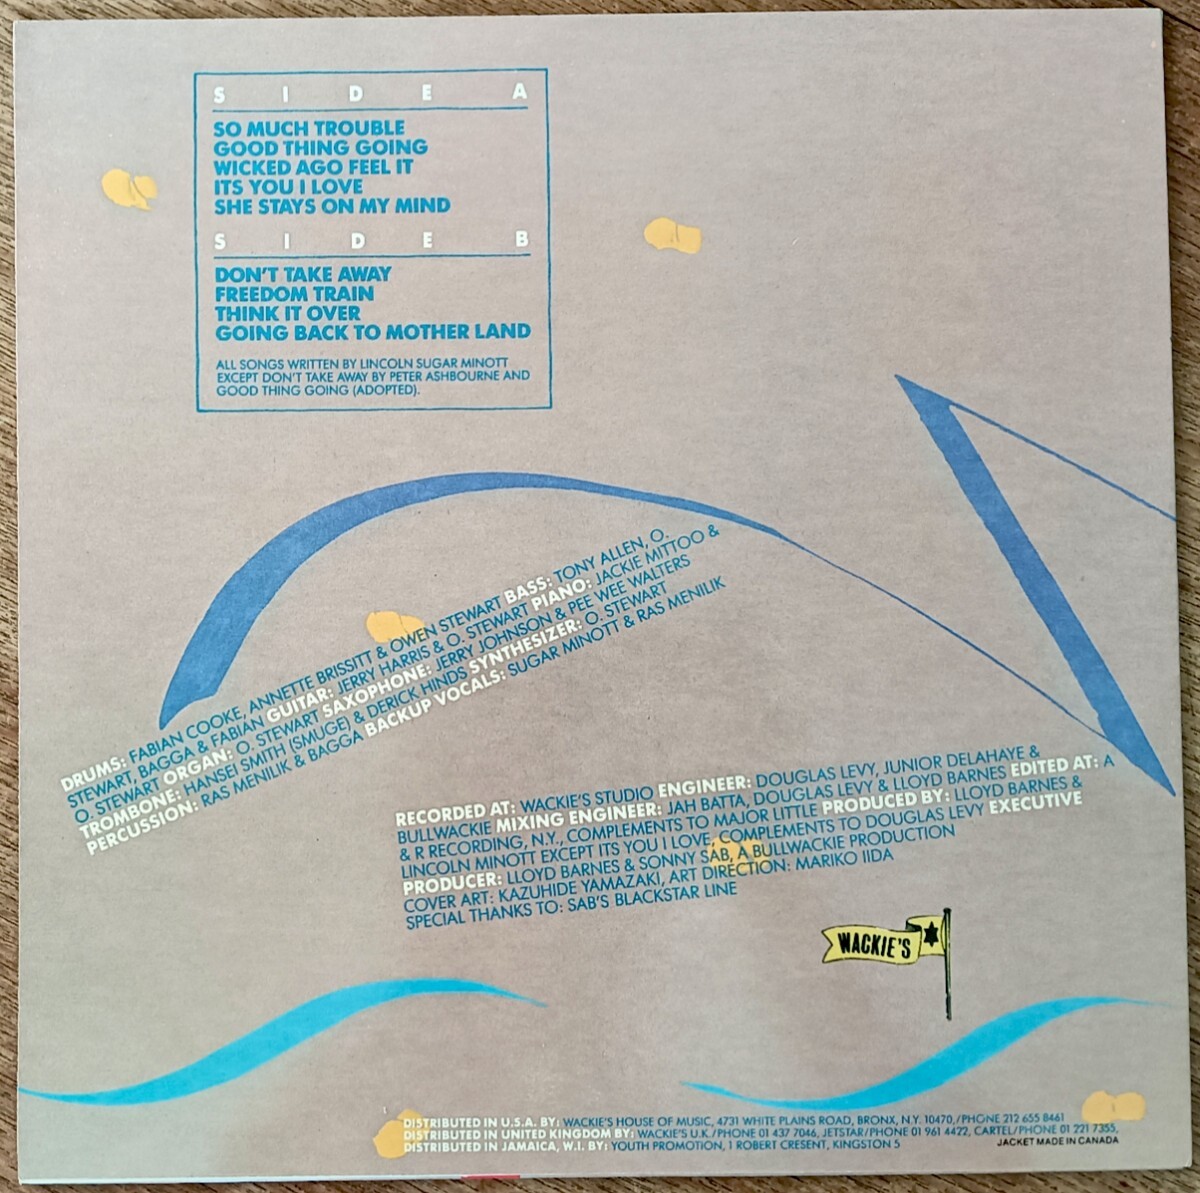 SIDE A
SO MUCH TROUBLE
GOOD THING GOING
WICKED AGO FEEL IT
ITS YOU I LOVE
SHE STAYS ON MY MIND
SIDE B
DON'T TAKE AWAY
FREEDOM TRAIN
THINK IT OVER
GOING BACK TO MOTHER LAND
ALL SONGS WRITTEN BY LINCOLN SUGAR MINOTT
EXCEPT DON'T TAKE AWAY BY PETER ASHBOURNE AND
GOOD THING GOING (ADOPTED).
DRUMS: FABIAN COOKE, ANNETTE BRISSITT & OWEN STEWART BASS: TONY ALLEN, O.
STEWART, BAGGA & FABIAN GUITAR: JERRY HARRIS & O. STEWART PIANO: JACKIE MITTOO &
O. STEWART ORGAN: O. STEWART SAXOPHONE: JERRY JOHNSON & PEE WEE WALTERS
TROMBONE: HANSEI SMITH (SMUGE) & DERICK HINDS SYNTHESIZER: O. STEWART
PERCUSSION: RAS MENILIK & BAGGA BACKUP VOCALS: SUGAR MINOTT & RAS MENILIK
RECORDED AT: WACKIE'S STUDIO ENGINEER: DOUGLAS LEVY, JUNIOR DELAHAYE &
BULLWACKIE MIXING ENGINEER: JAH BATTA, DOUGLAS LEVY & LLOYD BARNES EDITED AT: A
& R RECORDING, N.Y., COMPLEMENTS TO MAJOR LITTLE PRODUCED BY: LLOYD BARNES &
LINCOLN MINOTT EXCEPT ITS YOU I LOVE, COMPLEMENTS TO DOUGLAS LEVY EXECUTIVE
PRODUCER: LLOYD BARNES & SONNY SAB, A BULLWACKIE PRODUCTION
COVER ART: KAZUHIDE YAMAZAKI, ART DIRECTION: MARIKO IIDA
SPECIAL THANKS TO: SAB'S BLACKSTAR LINE
WACKIE'S
DISTRIBUTED IN U.S.A. BY: WACKIE'S HOUSE OF MUSIC, 4731 WHITE PLAINS ROAD, BRONX, N.Y. 10470,/PHONE 212 655 8461
DISTRIBUTED IN UNITED KINGDOM BY: WACKIE'S U.K./PHONE 01 437 7046, JETSTAR/PHONE 01 961 4422, CARTEL/PHONE 01 221 7355,
DISTRIBUTED IN JAMAICA, W.I. BY: YOUTH PROMOTION, 1 ROBERT CRESENT, KINGSTON 5
JACKET MADE IN CANADA